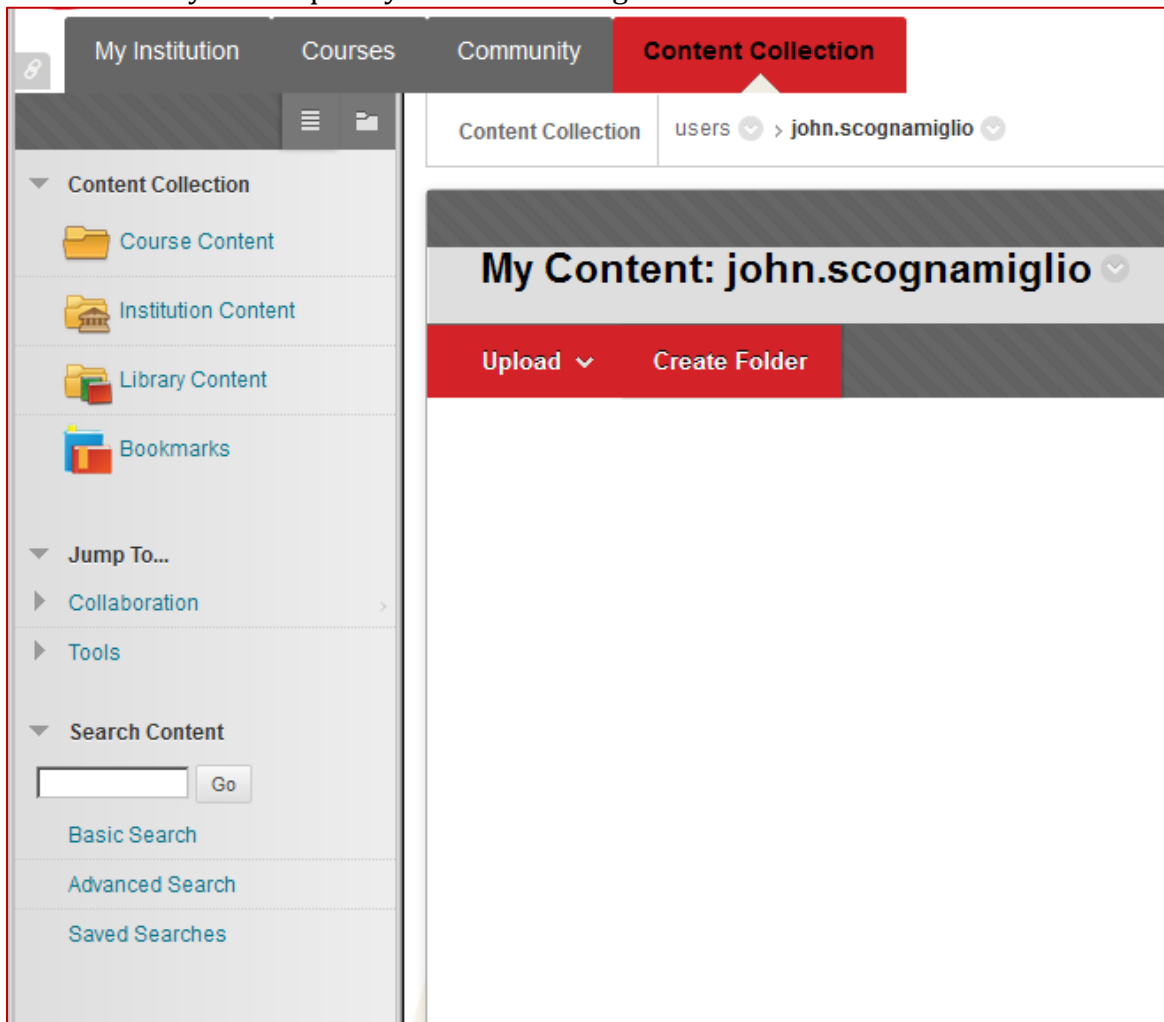 My Institution Courses Community Content Collection
Content Collection users > john.scognamiglio
Content Collection
Course Content
Institution Content
Library Content
Bookmarks
Jump To...
Collaboration
Tools
Search Content
Go
Basic Search
Advanced Search
Saved Searches
My Content: john.scognamiglio
Upload Create Folder